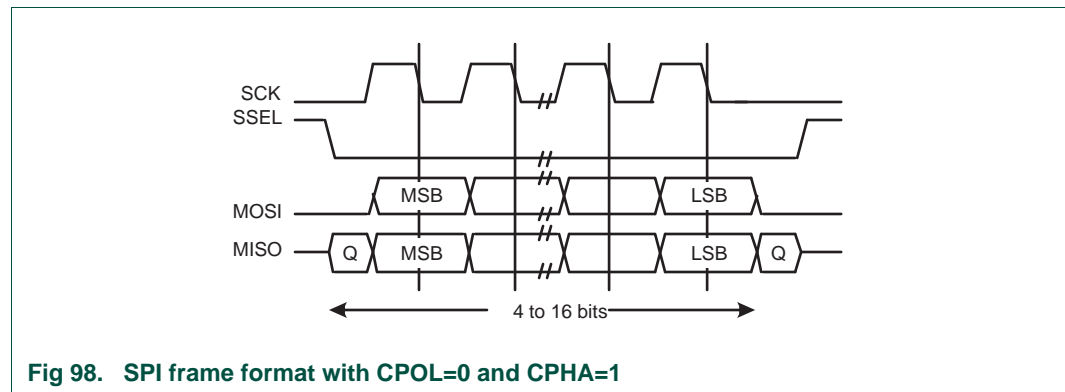 SCK
SSEL
MOSI MSB LSB
MISO Q MSB LSB Q
4 to 16 bits
Fig 98. SPI frame format with CPOL=0 and CPHA=1